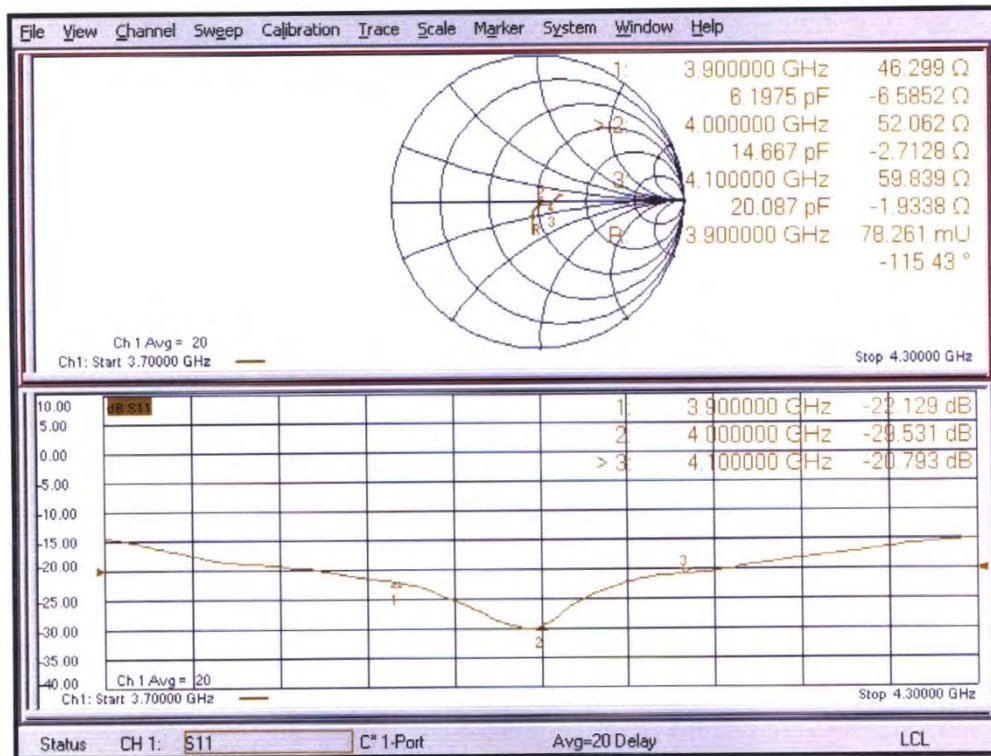 File View Channel Sweep Calibration Trace Scale Marker System Window Help
1: 3.900000 GHz 46.299 Ω
6.1975 pF -6.5852 Ω
> 2: 4.000000 GHz 52.062 Ω
14.667 pF -2.7128 Ω
3: 4.100000 GHz 59.839 Ω
20.087 pF -1.9338 Ω
R 3.900000 GHz 78.261 mU
-115.43 °
R 3
Ch 1 Avg = 20
Ch1: Start 3.70000 GHz
Stop 4.30000 GHz
10.00 dB S11
5.00
0.00
-5.00
-10.00
-15.00
-20.00
-25.00
-30.00
-35.00
-40.00
1: 3.900000 GHz -22.129 dB
2: 4.000000 GHz -29.531 dB
> 3: 4.100000 GHz -20.793 dB
3
1
2
Ch 1 Avg = 20
Ch1: Start 3.70000 GHz
Stop 4.30000 GHz
Status CH 1: S11 C* 1-Port Avg=20 Delay LCL